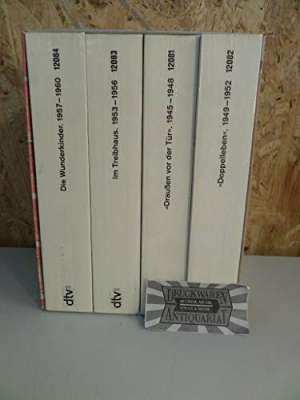 Die Wunderkinder. 1957–1960 12084
dtv
Im Treibhaus. 1953–1956 12083
dtv
»Draußen vor der Tür«. 1945–1948 12081
»Doppelleben«. 1949–1952 12082
DRUCKWAREN
ANTIQUARIAT